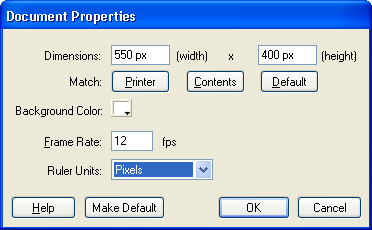 Document Properties
Dimensions: 550 px (width) x 400 px (height)
Match: Printer Contents Default
Background Color:
Frame Rate: 12 fps
Ruler Units: Pixels
Help Make Default OK Cancel